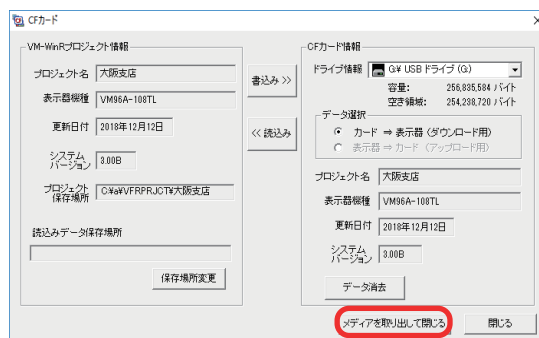 CFカード
VM-WinRプロジェクト情報
プロジェクト名 大阪支店
表示器機種 VM96A-108TL
更新日付 2018年12月12日
システム
バージョン 3.00B
プロジェクト
保存場所 C:¥a¥VFRPRJCT¥大阪支店
読込みデータ保存場所
保存場所変更
書込み >>
<< 読込み
CFカード情報
ドライブ情報 G:¥ USB ドライブ (G:)
容量: 256,835,584 バイト
空き領域: 254,238,720 バイト
データ選択
カード ⇒ 表示器 (ダウンロード用)
表示器 ⇒ カード (アップロード用)
プロジェクト名 大阪支店
表示器機種 VM96A-108TL
更新日付 2018年12月12日
システム
バージョン 3.00B
データ消去
メディアを取り出して閉じる
閉じる